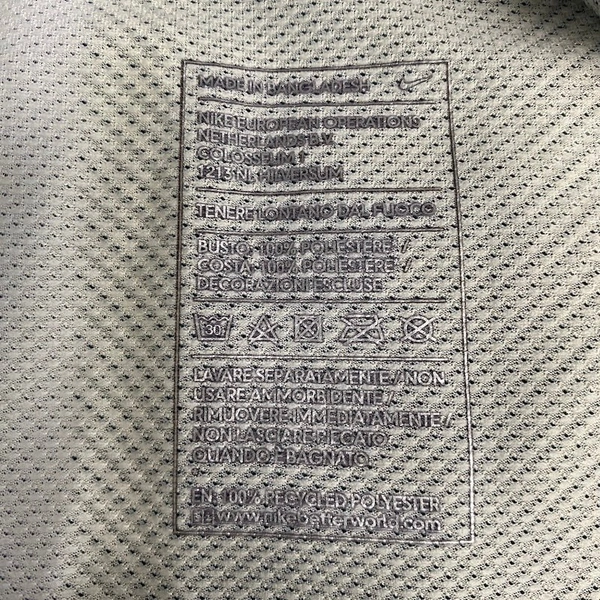 MADE IN BANGLADESH
NIKE EUROPEAN OPERATIONS
NETHERLANDS B.V.
COLOSSEUM 1
1213 NL HILVERSUM
TENERE LONTANO DAL FUOCO
BUSTO: 100% POLIESTERE /
COSTA: 100% POLIESTERE /
DECORAZIONI ESCLUSE
30°
LAVARE SEPARATAMENTE / NON
USARE AMMORBIDENTE /
RIMUOVERE IMMEDIATAMENTE /
NON LASCIARE PIEGATO
QUANDO È BAGNATO
EN: 100% RECYCLED POLYESTER
www.nikebetterworld.com